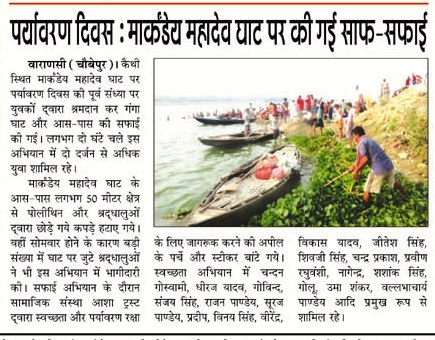 पर्यावरण दिवस : मार्कंडेय महादेव घाट पर की गई साफ-सफाई
वाराणसी (चौबेपुर)। कैथी
स्थित मार्कंडेय महादेव घाट पर
पर्यावरण दिवस की पूर्व संध्या पर
युवकों द्वारा श्रमदान कर गंगा
घाट और आस-पास की सफाई
की गई। लगभग दो घंटे चले इस
अभियान में दो दर्जन से अधिक
युवा शामिल रहे।
मार्कंडेय महादेव घाट के
आस-पास लगभग 50 मीटर क्षेत्र
से पोलीथिन और श्रद्धालुओं
द्वारा छोड़े गये कपड़े हटाए गये।
वहीं सोमवार होने के कारण बड़ी
संख्या में घाट पर जुटे श्रद्धालुओं
ने भी इस अभियान में भागीदारी
की। सफाई अभियान के दौरान
सामाजिक संस्था आशा ट्रस्ट
द्वारा स्वच्छता और पर्यावरण रक्षा
के लिए जागरूक करने की अपील
के पर्चे और स्टीकर बांटे गये।
स्वच्छता अभियान में चन्दन
गोस्वामी, धीरज यादव, गोविन्द,
संजय सिंह, राजन पाण्डेय, सूरज
पाण्डेय, प्रदीप, विनय सिंह, वीरेंद्र,
विकास यादव, जीतेश सिंह,
शिवजी सिंह, चन्द्र प्रकाश, प्रवीण
रघुवंशी, नागेन्द्र, शशांक सिंह,
गोलू, उमा शंकर, वल्लभाचार्य
पाण्डेय आदि प्रमुख रूप से
शामिल रहे।